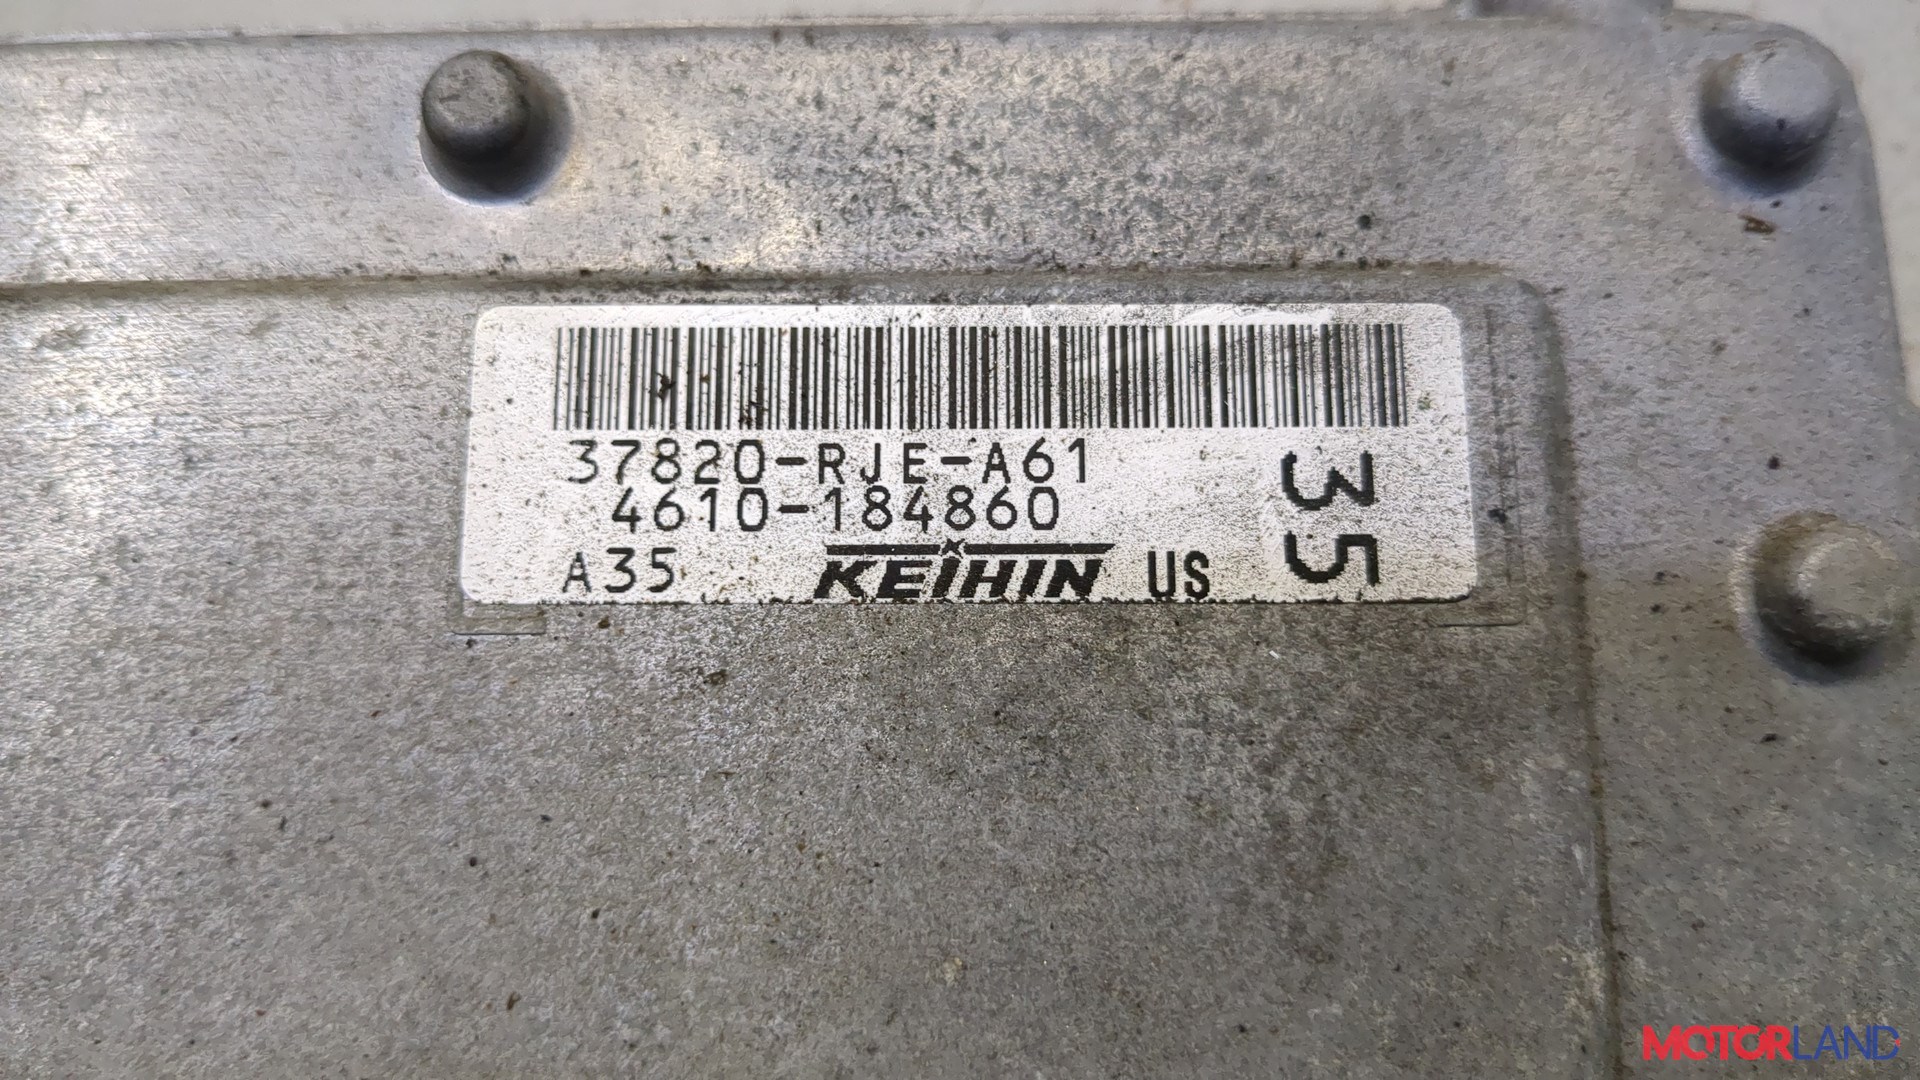 37820-RJE-A61
4610-184860
A35 KEIHIN US
35
MOTORLAND